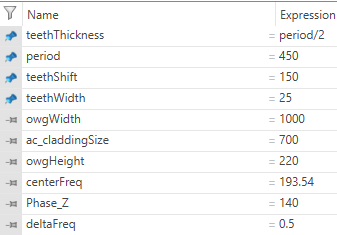 Name Expression
teethThickness = period/2
period = 450
teethShift = 150
teethWidth = 25
owgWidth = 1000
ac_claddingSize = 700
owgHeight = 220
centerFreq = 193.54
Phase_Z = 140
deltaFreq = 0.5